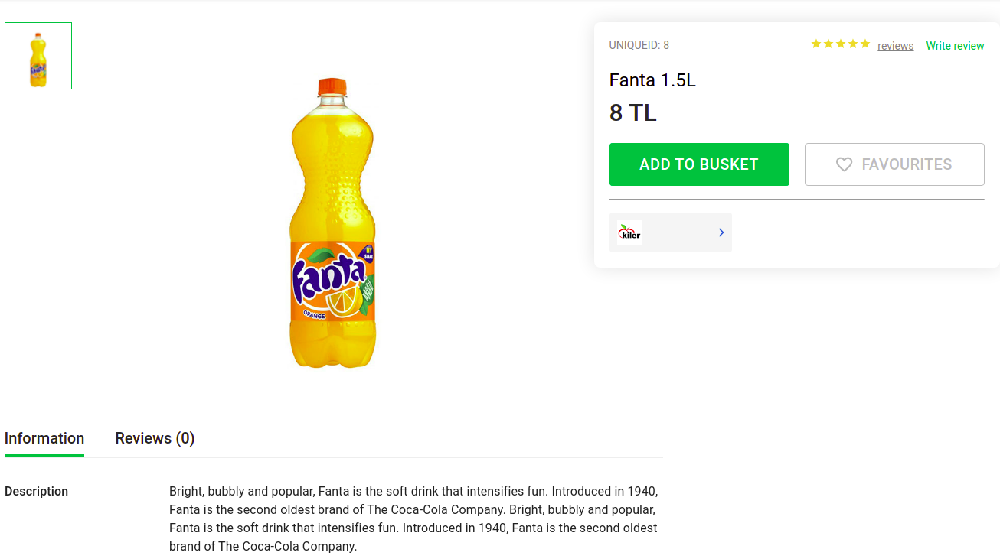 UNIQUEID: 8
reviews
Write review
Fanta 1.5L
8 TL
ADD TO BUSKET
FAVOURITES
kiler
Fanta
ORANGE
Information
Reviews (0)
Description
Bright, bubbly and popular, Fanta is the soft drink that intensifies fun. Introduced in 1940,
Fanta is the second oldest brand of The Coca-Cola Company. Bright, bubbly and popular,
Fanta is the soft drink that intensifies fun. Introduced in 1940, Fanta is the second oldest
brand of The Coca-Cola Company.